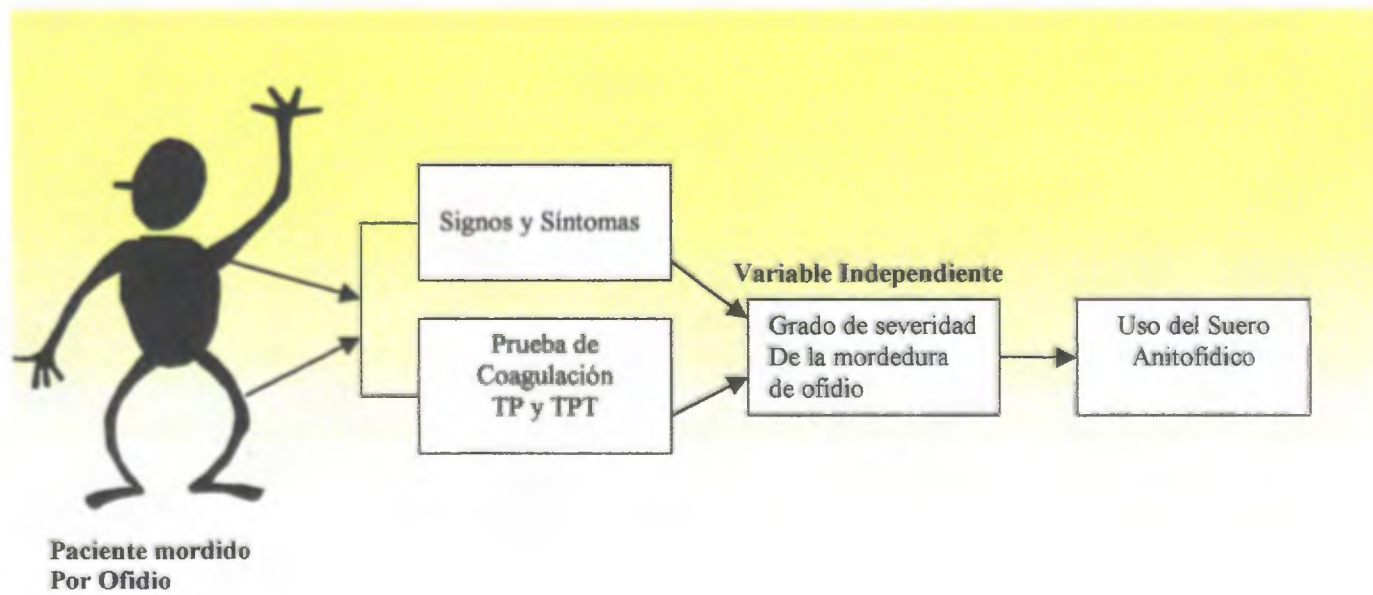 Signos y Síntomas
Prueba de
Coagulación
TP y TPT
Variable Independiente
Grado de severidad
De la mordedura
de ofidio
Uso del Suero
Anitofídico
Paciente mordido
Por Ofidio